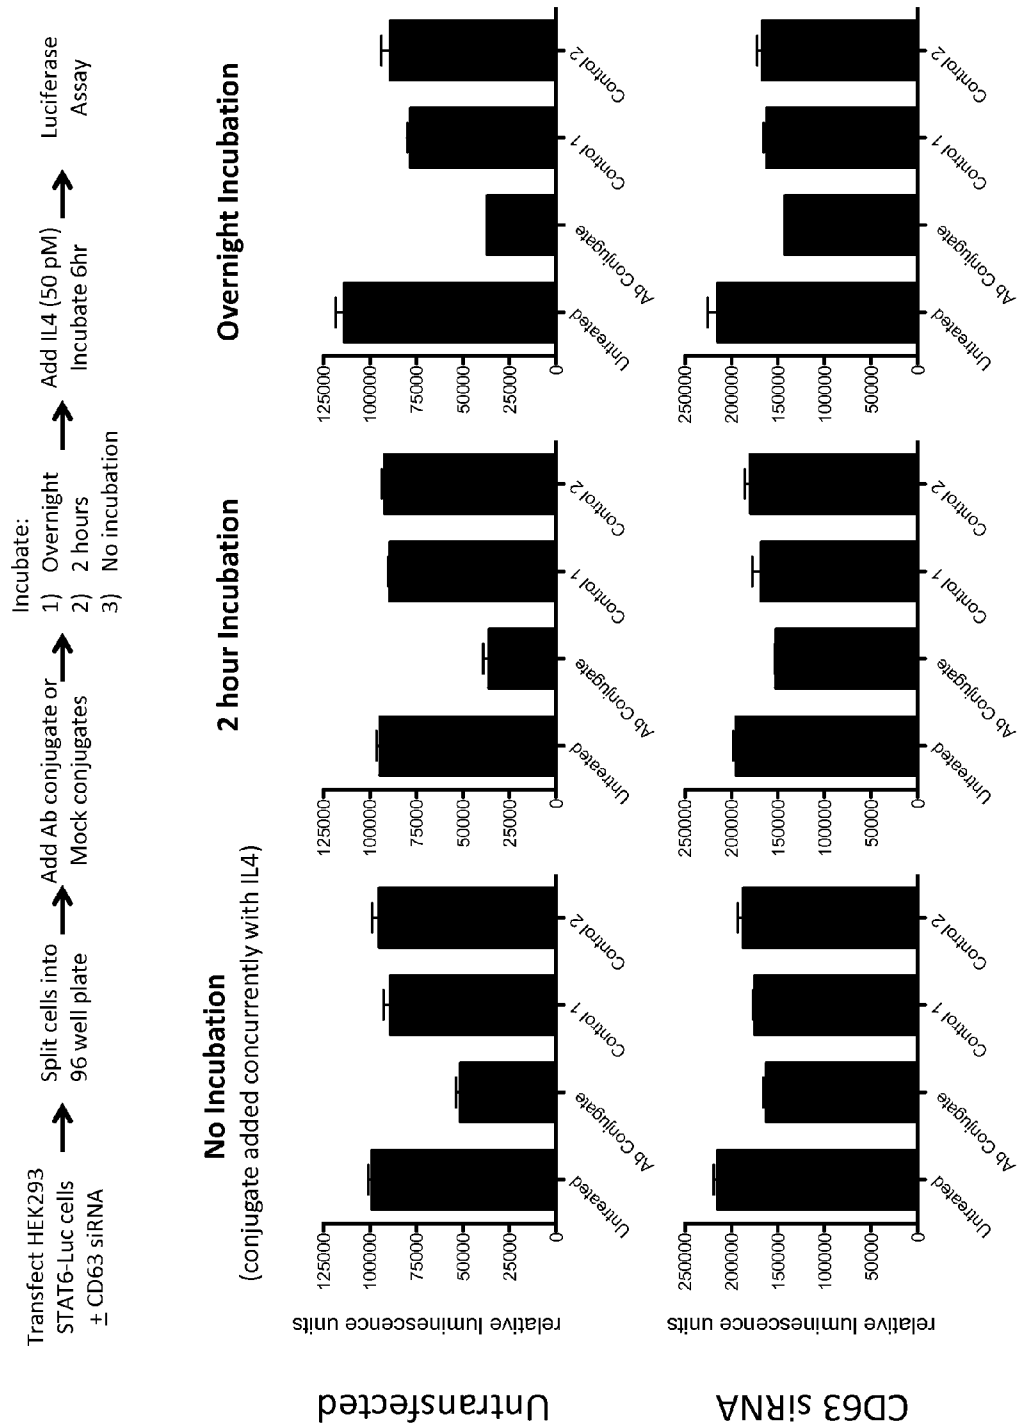 Transfect HEK293
STAT6-Luc cells
± CD63 siRNA
Split cells into
96 well plate
Add Ab conjugate or
Mock conjugates
Incubate:
1) Overnight
2) 2 hours
3) No incubation
Add IL4 (50 pM)
Incubate 6hr
Luciferase
Assay
No Incubation
(conjugate added concurrently with IL4)
2 hour Incubation
Overnight Incubation
Untransfected
relative luminescence units
125000
100000
75000
50000
25000
0
Untreated
Ab Conjugate
Control 1
Control 2
125000
100000
75000
50000
25000
0
Untreated
Ab Conjugate
Control 1
Control 2
125000
100000
75000
50000
25000
0
Untreated
Ab Conjugate
Control 1
Control 2
CD63 siRNA
relative luminescence units
250000
200000
150000
100000
50000
0
Untreated
Ab Conjugate
Control 1
Control 2
250000
200000
150000
100000
50000
0
Untreated
Ab Conjugate
Control 1
Control 2
250000
200000
150000
100000
50000
0
Untreated
Ab Conjugate
Control 1
Control 2